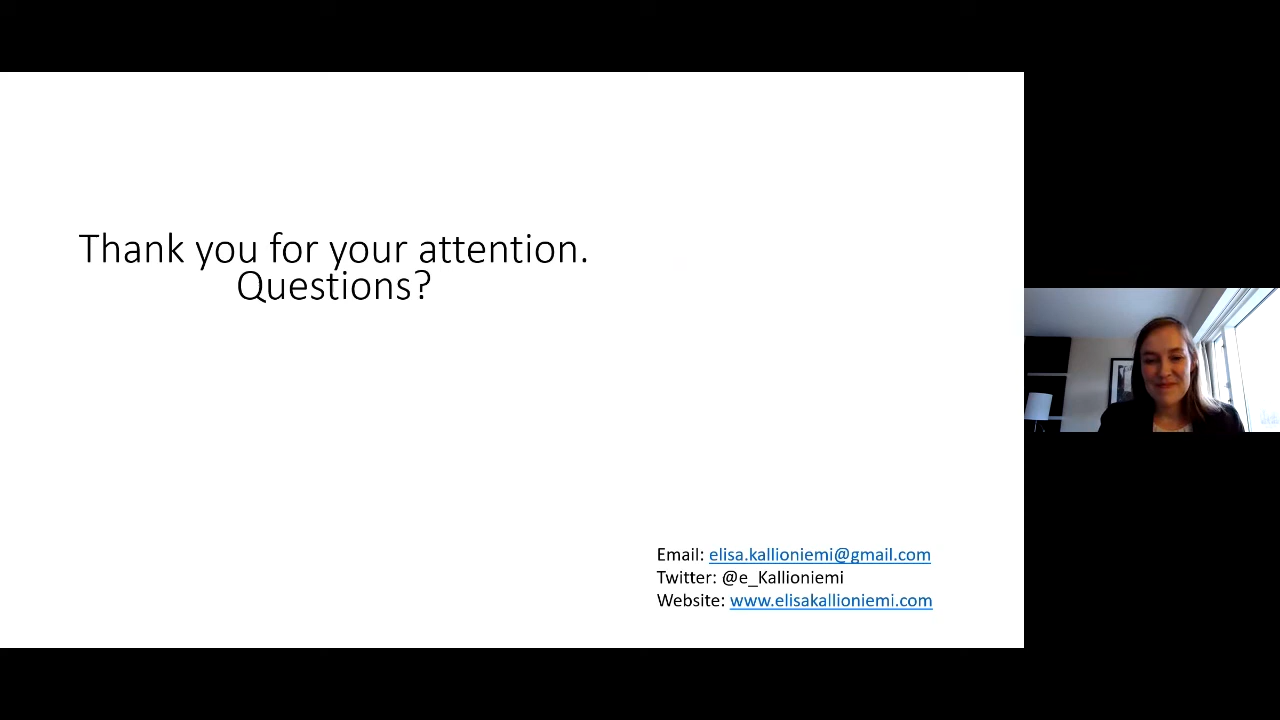 Thank you for your attention.
Questions?
Email: elisa.kallioniemi@gmail.com
Twitter: @e_Kallioniemi
Website: www.elisakallioniemi.com